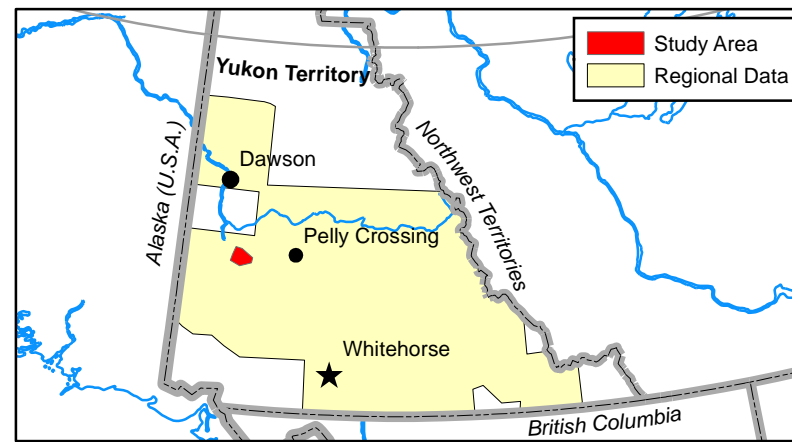 Study Area
Regional Data
Yukon Territory
Alaska (U.S.A.)
Dawson
Northwest Territories
Pelly Crossing
Whitehorse
British Columbia